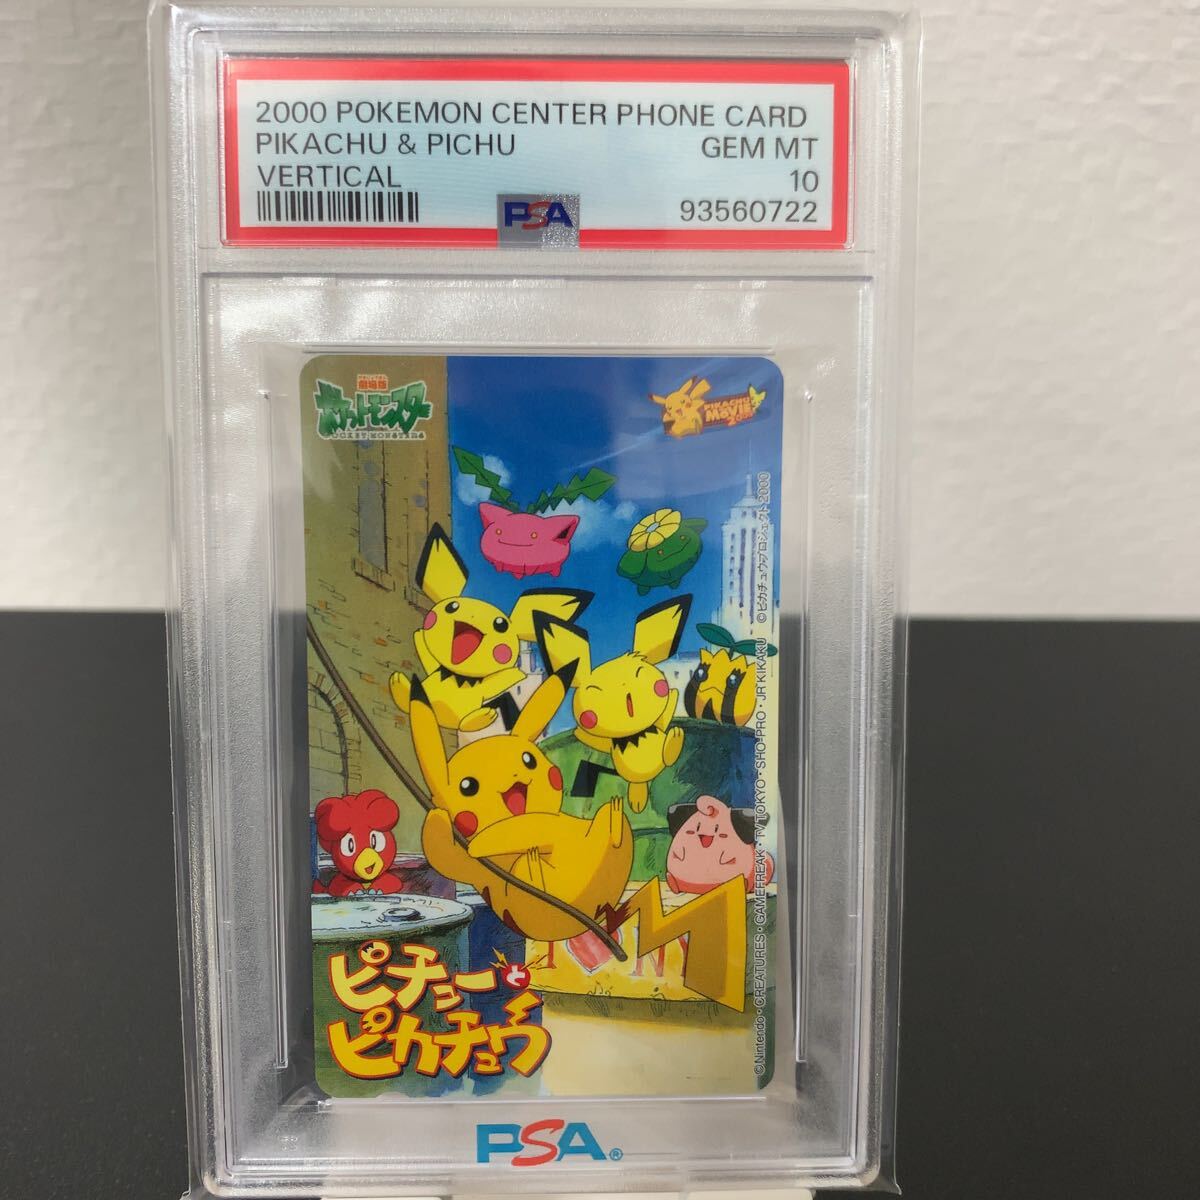 2000 POKEMON CENTER PHONE CARD
PIKACHU & PICHU GEM MT
VERTICAL 10
PSA 93560722
劇場版
ポケットモンスター
POCKET MONSTERS
PIKACHU
MOVIE
2000
©Nintendo・CREATURES・GAMEFREAK・TV TOKYO・SHO-PRO・JR KIKAKU ©ピカチュウプロジェクト2000
ピチューと
ピカチュウ
PSA®